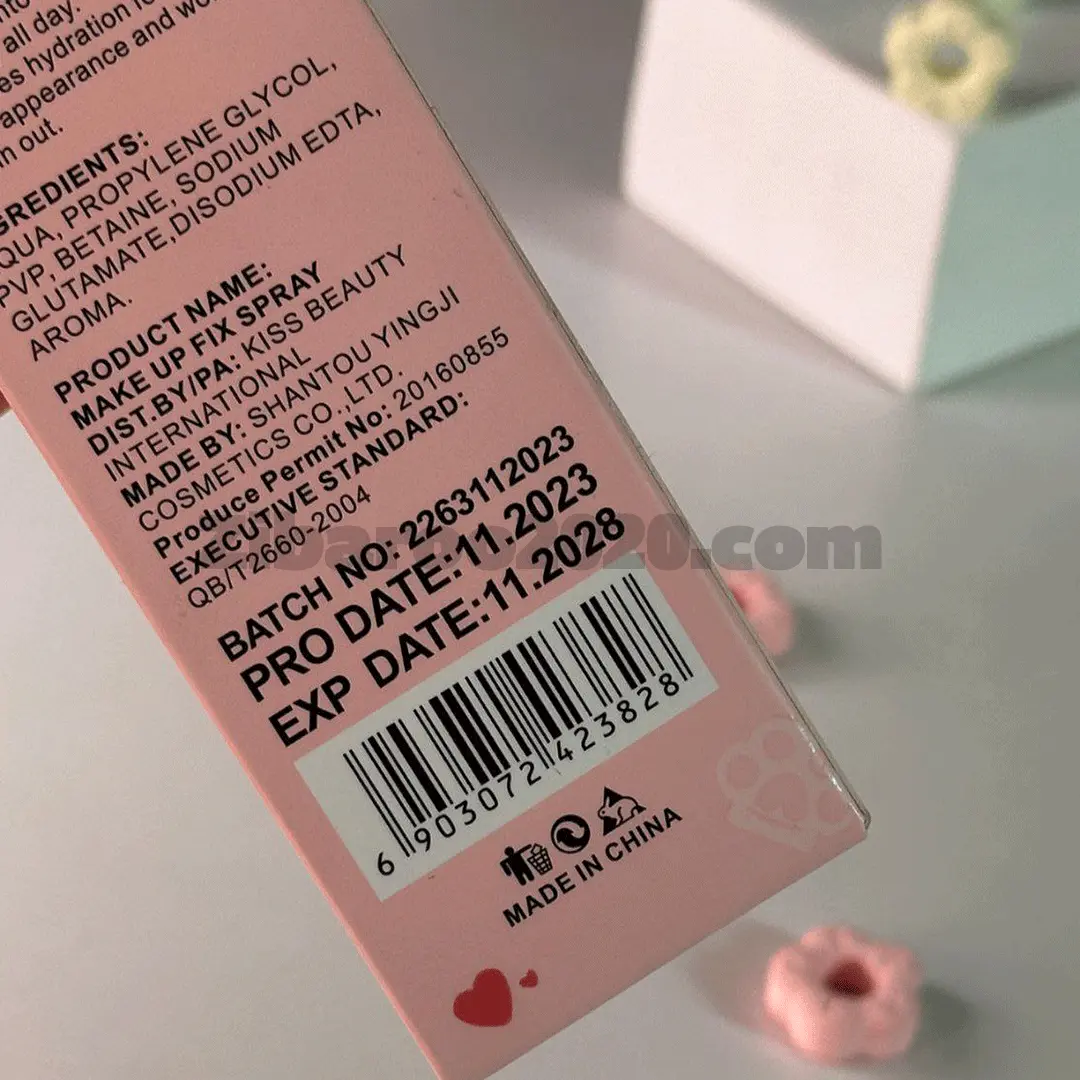 all day.
es hydration
appearance and
out.
GREDIENTS:
QUA, PROPYLENE GLYCOL,
PVP, BETAINE, SODIUM
GLUTAMATE,DISODIUM EDTA,
AROMA.
PRODUCT NAME:
MAKE UP FIX SPRAY
DIST.BY/PA: KISS BEAUTY
INTERNATIONAL
MADE BY: SHANTOU YINGJI
COSMETICS CO.,LTD.
Produce Permit No: 20160855
EXECUTIVE STANDARD:
QB/T2660-2004
BATCH NO: 2263112023
PRO DATE:11.2023
EXP DATE:11.2028
6 903072 423828
MADE IN CHINA